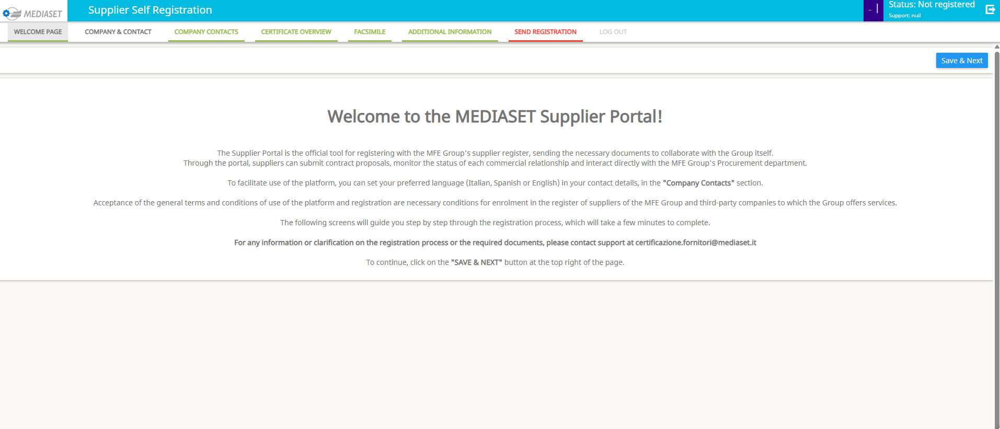 MEDIASET
Supplier Self Registration
- |
Status: Not registered
Support: null
WELCOME PAGE
COMPANY & CONTACT
COMPANY CONTACTS
CERTIFICATE OVERVIEW
FACSIMILE
ADDITIONAL INFORMATION
SEND REGISTRATION
LOG OUT
Save & Next
Welcome to the MEDIASET Supplier Portal!
The Supplier Portal is the official tool for registering with the MFE Group's supplier register, sending the necessary documents to collaborate with the Group itself.
Through the portal, suppliers can submit contract proposals, monitor the status of each commercial relationship and interact directly with the MFE Group's Procurement department.
To facilitate use of the platform, you can set your preferred language (Italian, Spanish or English) in your contact details, in the "Company Contacts" section.
Acceptance of the general terms and conditions of use of the platform and registration are necessary conditions for enrolment in the register of suppliers of the MFE Group and third-party companies to which the Group offers services.
The following screens will guide you step by step through the registration process, which will take a few minutes to complete.
For any information or clarification on the registration process or the required documents, please contact support at certificazione.fornitori@mediaset.it
To continue, click on the "SAVE & NEXT" button at the top right of the page.